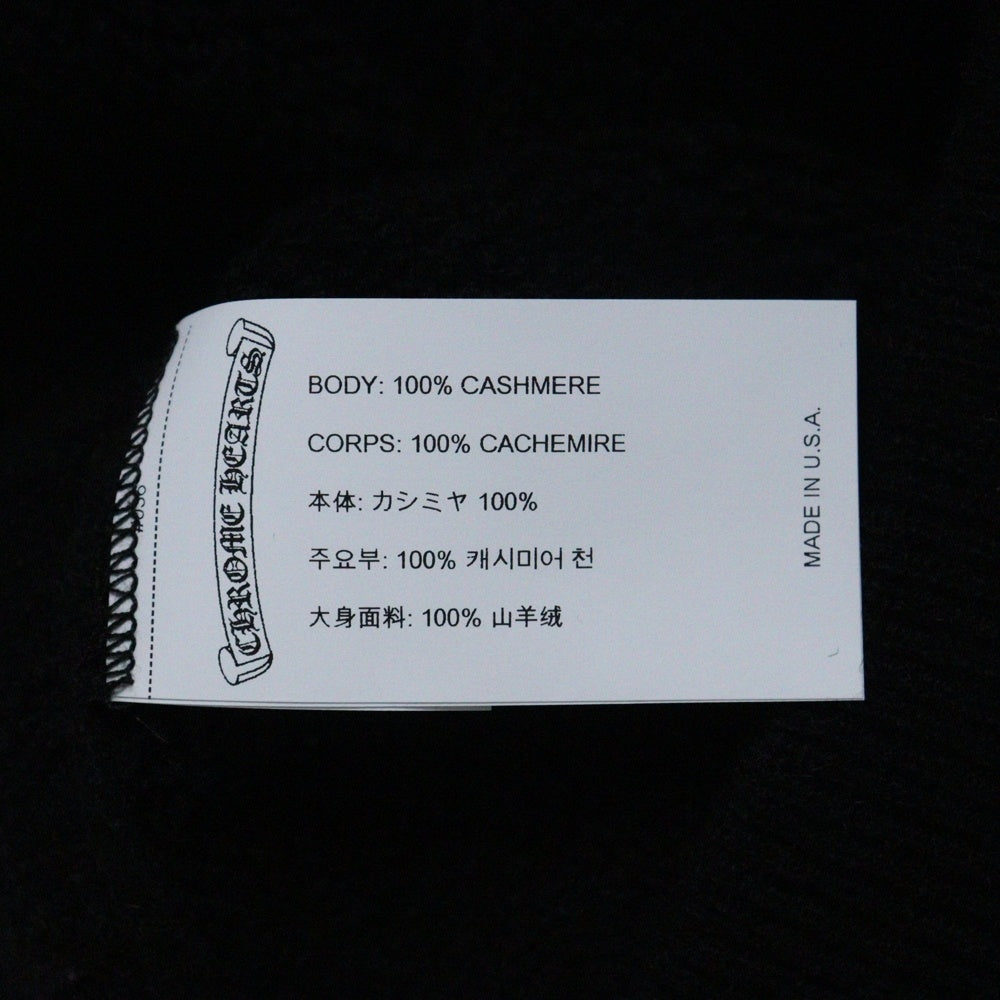 CHROME HEARTS
BODY: 100% CASHMERE
CORPS: 100% CACHEMIRE
本体: カシミヤ 100%
주요부: 100% 캐시미어 천
大身面料: 100% 山羊绒
MADE IN U.S.A.